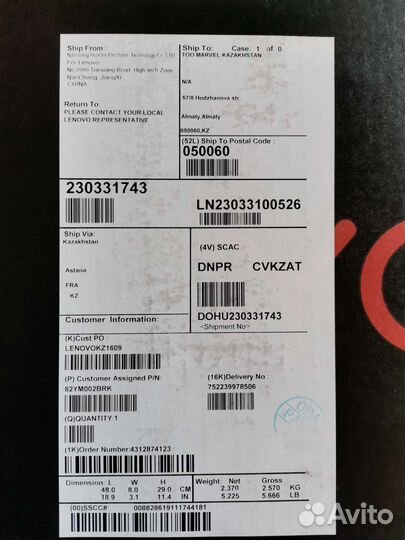 Ship From:
Nanchang Huaqin Electronic Technology Co.,LTD
For Lenovo
No.2999 Tianxiang Road, High tech Zone,
NanChang, JiangXi
CHINA
Return To:
PLEASE CONTACT YOUR LOCAL
LENOVO REPRESENTATIVE
Ship To: Case: 1 of 0
TOO MARVEL KAZAKHSTAN
N/A
57/8 Hodzhanova str
Almaty,Almaty
050060,KZ
(52L) Ship To Postal Code :
050060
230331743
LN23033100526
Ship Via:
Kazakhstan
Astana
FRA
KZ
(4V) SCAC
DNPR CVKZAT
DOHU230331743
<Shipment No>
Customer Information:
(K)Cust PO :
LENOVOKZ1609
(P) Customer Assigned P/N:
82YM002BRK
(16K)Delivery No :
752239978506
(Q)QUANTITY:1
(1K)Order Number:4312874123
Dimension: L W H
48.0 8.0 29.0 CM
18.9 3.1 11.4 IN
Weight: Net Gross
2.370 2.570 KG
5.225 5.666 LB
(00)SSCC#: 008828619111744181
Avito